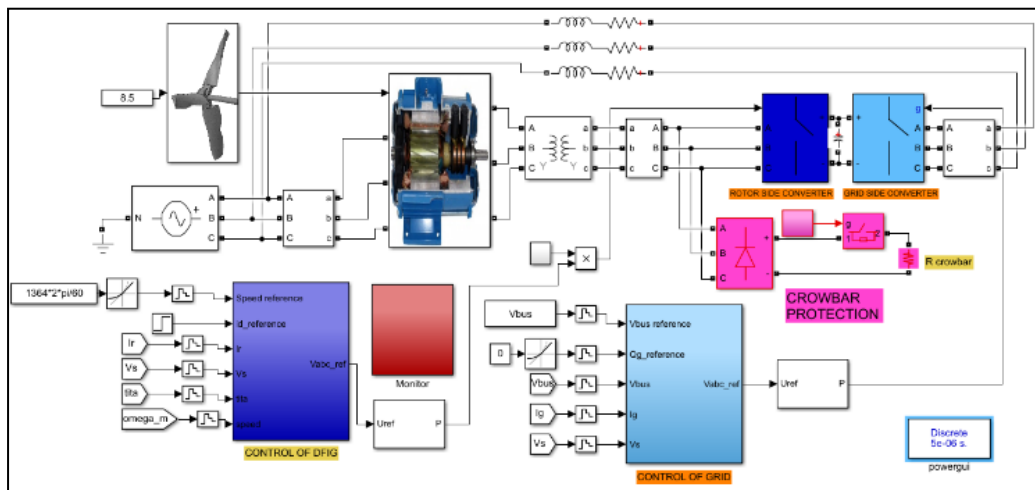 8.5
N
A
B
C
a
b
c
A
B
C
Y
Y
a
b
c
A
B
C
A
B
C
+
-
ROTOR SIDE CONVERTER
+
-
g
A
B
C
GRID SIDE CONVERTER
a
b
c
A
B
C
+
-
g
1
2
R crowbar
CROWBAR
PROTECTION
×
1364*2*pi/60
Speed reference
Id_reference
Ir
Ir
Vs
Vs
tita
tita
omega_m
speed
Vabc_ref
CONTROL OF DFIG
Monitor
Uref
P
Vbus
Vbus reference
0
Qg_reference
Vbus
Vbus
Ig
Ig
Vs
Vs
Vabc_ref
CONTROL OF GRID
Uref
P
Discrete
5e-06 s.
powergui